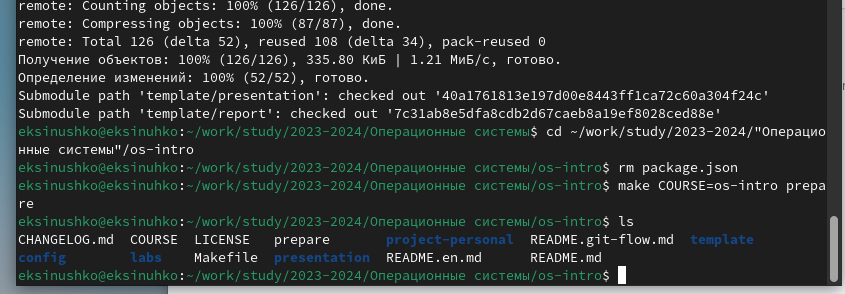 remote: Counting objects: 100% (126/126), done.
remote: Compressing objects: 100% (87/87), done.
remote: Total 126 (delta 52), reused 108 (delta 34), pack-reused 0
Получение объектов: 100% (126/126), 335.80 КиБ | 1.21 МиБ/с, готово.
Определение изменений: 100% (52/52), готово.
Submodule path 'template/presentation': checked out '40a1761813e197d00e8443ff1ca72c60a304f24c'
Submodule path 'template/report': checked out '7c31ab8e5dfa8cdb2d67caeb8a19ef8028ced88e'
eksinushko@eksinuhko:~/work/study/2023-2024/Операционные системы$ cd ~/work/study/2023-2024/"Операцио
нные системы"/os-intro
eksinushko@eksinuhko:~/work/study/2023-2024/Операционные системы/os-intro$ rm package.json
eksinushko@eksinuhko:~/work/study/2023-2024/Операционные системы/os-intro$ make COURSE=os-intro prepa
re
eksinushko@eksinuhko:~/work/study/2023-2024/Операционные системы/os-intro$ ls
CHANGELOG.md COURSE LICENSE prepare project-personal README.git-flow.md template
config labs Makefile presentation README.en.md README.md
eksinushko@eksinuhko:~/work/study/2023-2024/Операционные системы/os-intro$